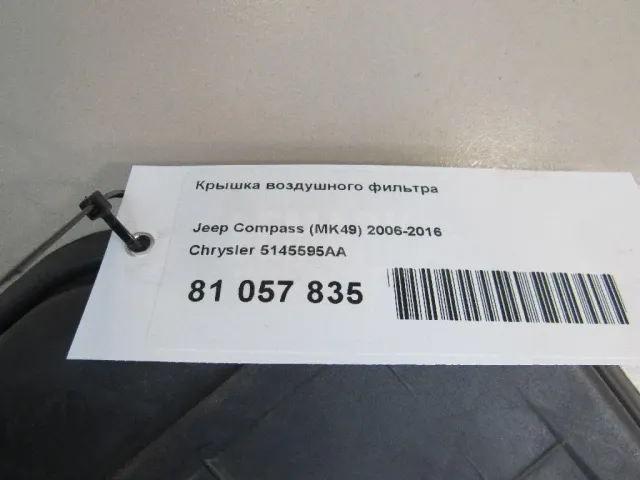 Крышка воздушного фильтра
Jeep Compass (MK49) 2006-2016
Chrysler 5145595AA
81 057 835